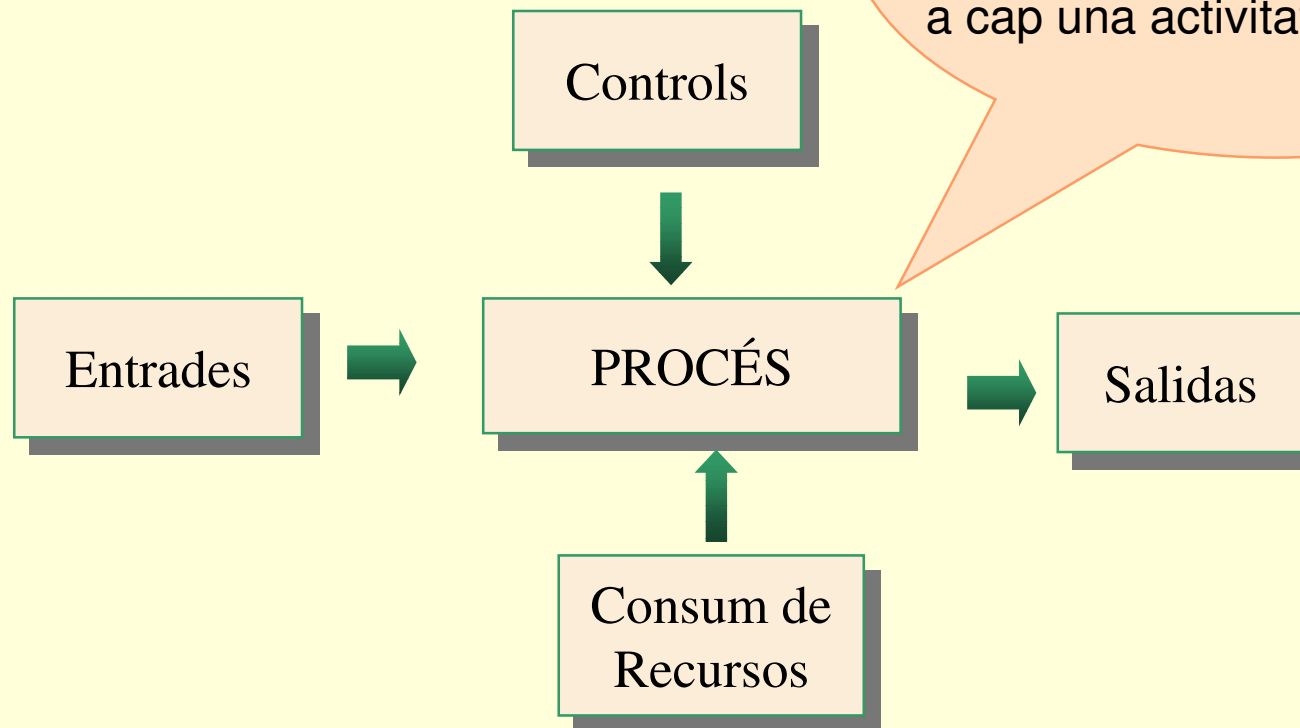 a cap una activita
Controls
Entrades
PROCÉS
Salidas
Consum de
Recursos